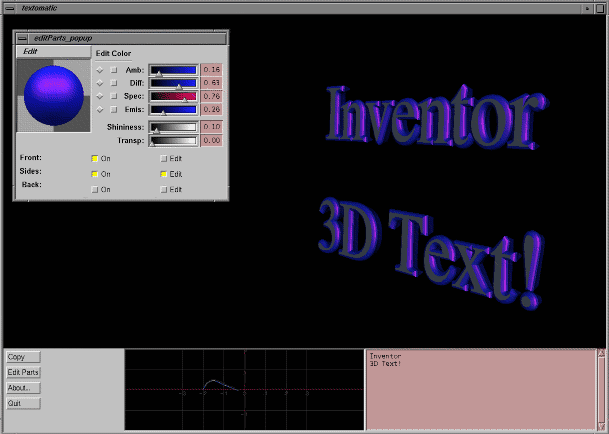 textomatic
editParts_popup
Edit
Edit Color
Amb: 0.16
Diff: 0.63
Spec: 0.76
Emis: 0.26
Shininess: 0.10
Transp: 0.00
Front: On Edit
Sides: On Edit
Back: On Edit
Inventor
3D Text!
Copy
Edit Parts
About...
Quit
Inventor
3D Text!